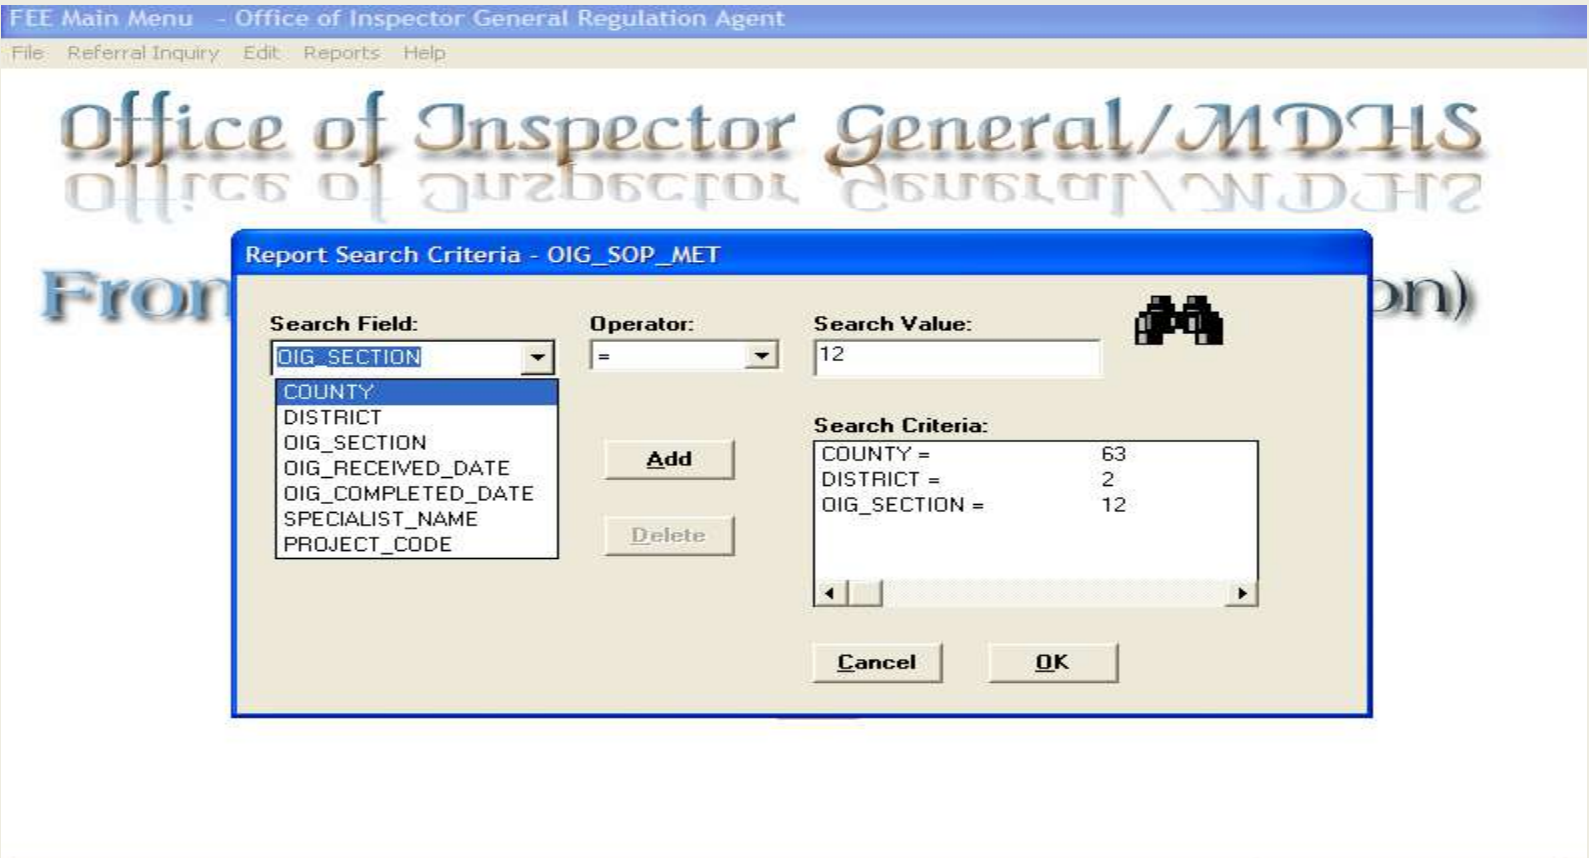 FEE Main Menu - Office of Inspector General Regulation Agent
File Referral Inquiry Edit Reports Help
Office of Inspector General/MDHS
Report Search Criteria - OIG_SOP_MET
Fron
on)
Search Field: Operator: Search Value:
OIG_SECTION = 12
COUNTY
DISTRICT
OIG_SECTION
OIG_RECEIVED_DATE
OIG_COMPLETED_DATE
SPECIALIST_NAME
PROJECT_CODE
Add
Delete
Search Criteria:
COUNTY = 63
DISTRICT = 2
OIG_SECTION = 12
Cancel OK